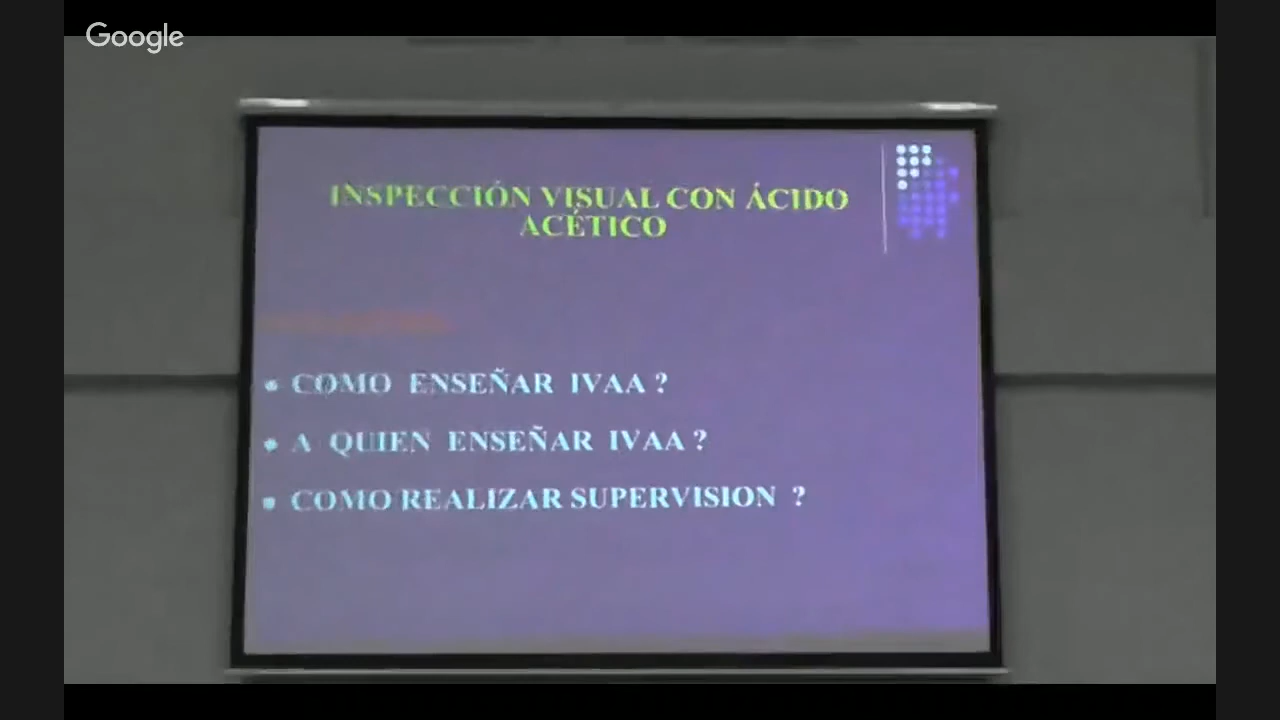 Google
INSPECCIÓN VISUAL CON ÁCIDO
ACÉTICO
COMO ENSEÑAR IVAA ?
A QUIEN ENSEÑAR IVAA ?
COMO REALIZAR SUPERVISION ?